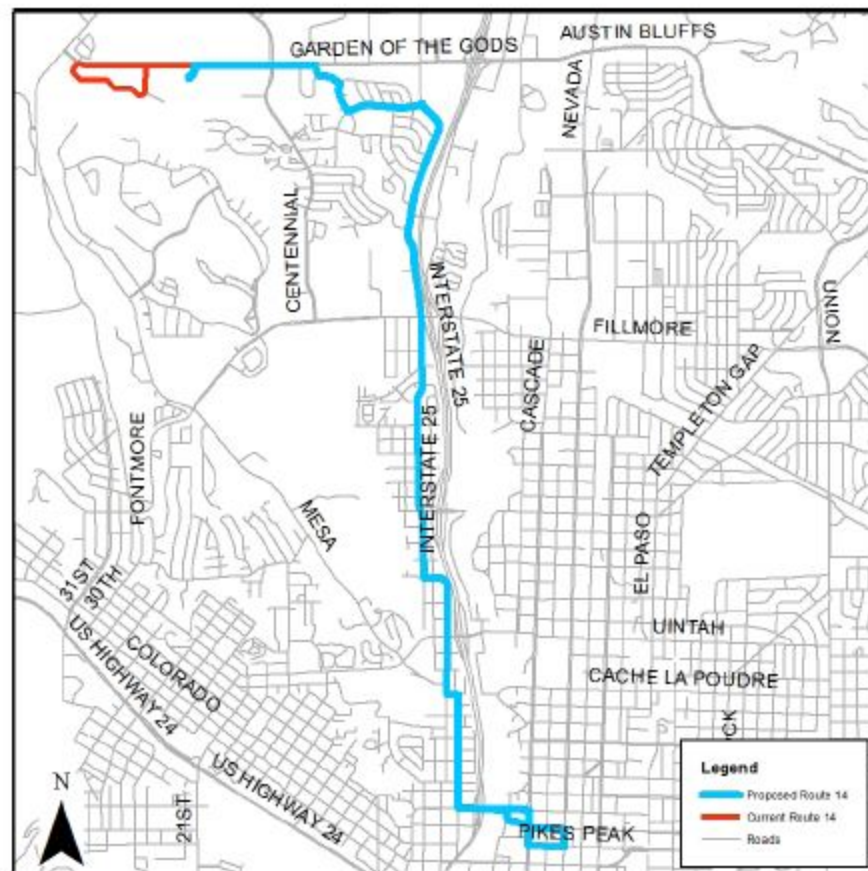 GARDEN OF THE GODS
AUSTIN BLUFFS
NEVADA
CENTENNIAL
INTERSTATE 25
UNION
FILLMORE
CASCADE
TEMPLETON GAP
FONTMORE
INTERSTATE 25
MESA
EL PASO
31ST
30TH
UINTAH
US HIGHWAY 24
COLORADO
CACHE LA POUDRE
US HIGHWAY 24
21ST
PIKES PEAK
N
Legend
Proposed Route 14
Current Route 14
Roads